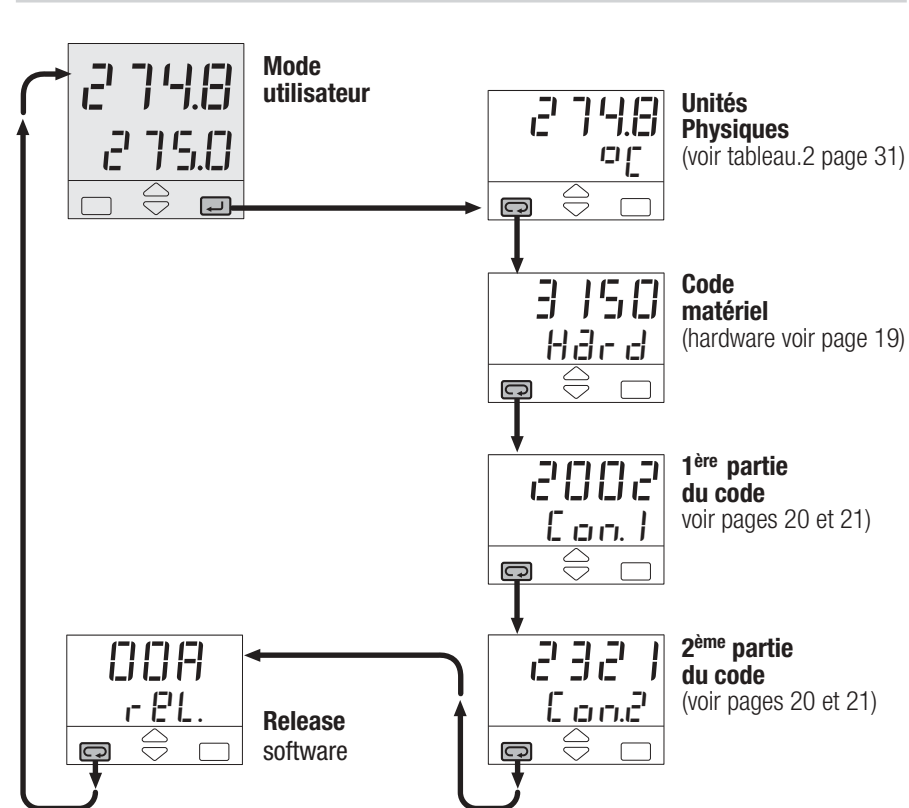 274.8
275.0
Mode
utilisateur
274.8
°C
Unités
Physiques
(voir tableau.2 page 31)
3150
Hard
Code
matériel
(hardware voir page 19)
2002
Con.1
1ère partie
du code
voir pages 20 et 21)
2321
Con.2
2ème partie
du code
(voir pages 20 et 21)
00A
rEL.
Release
software